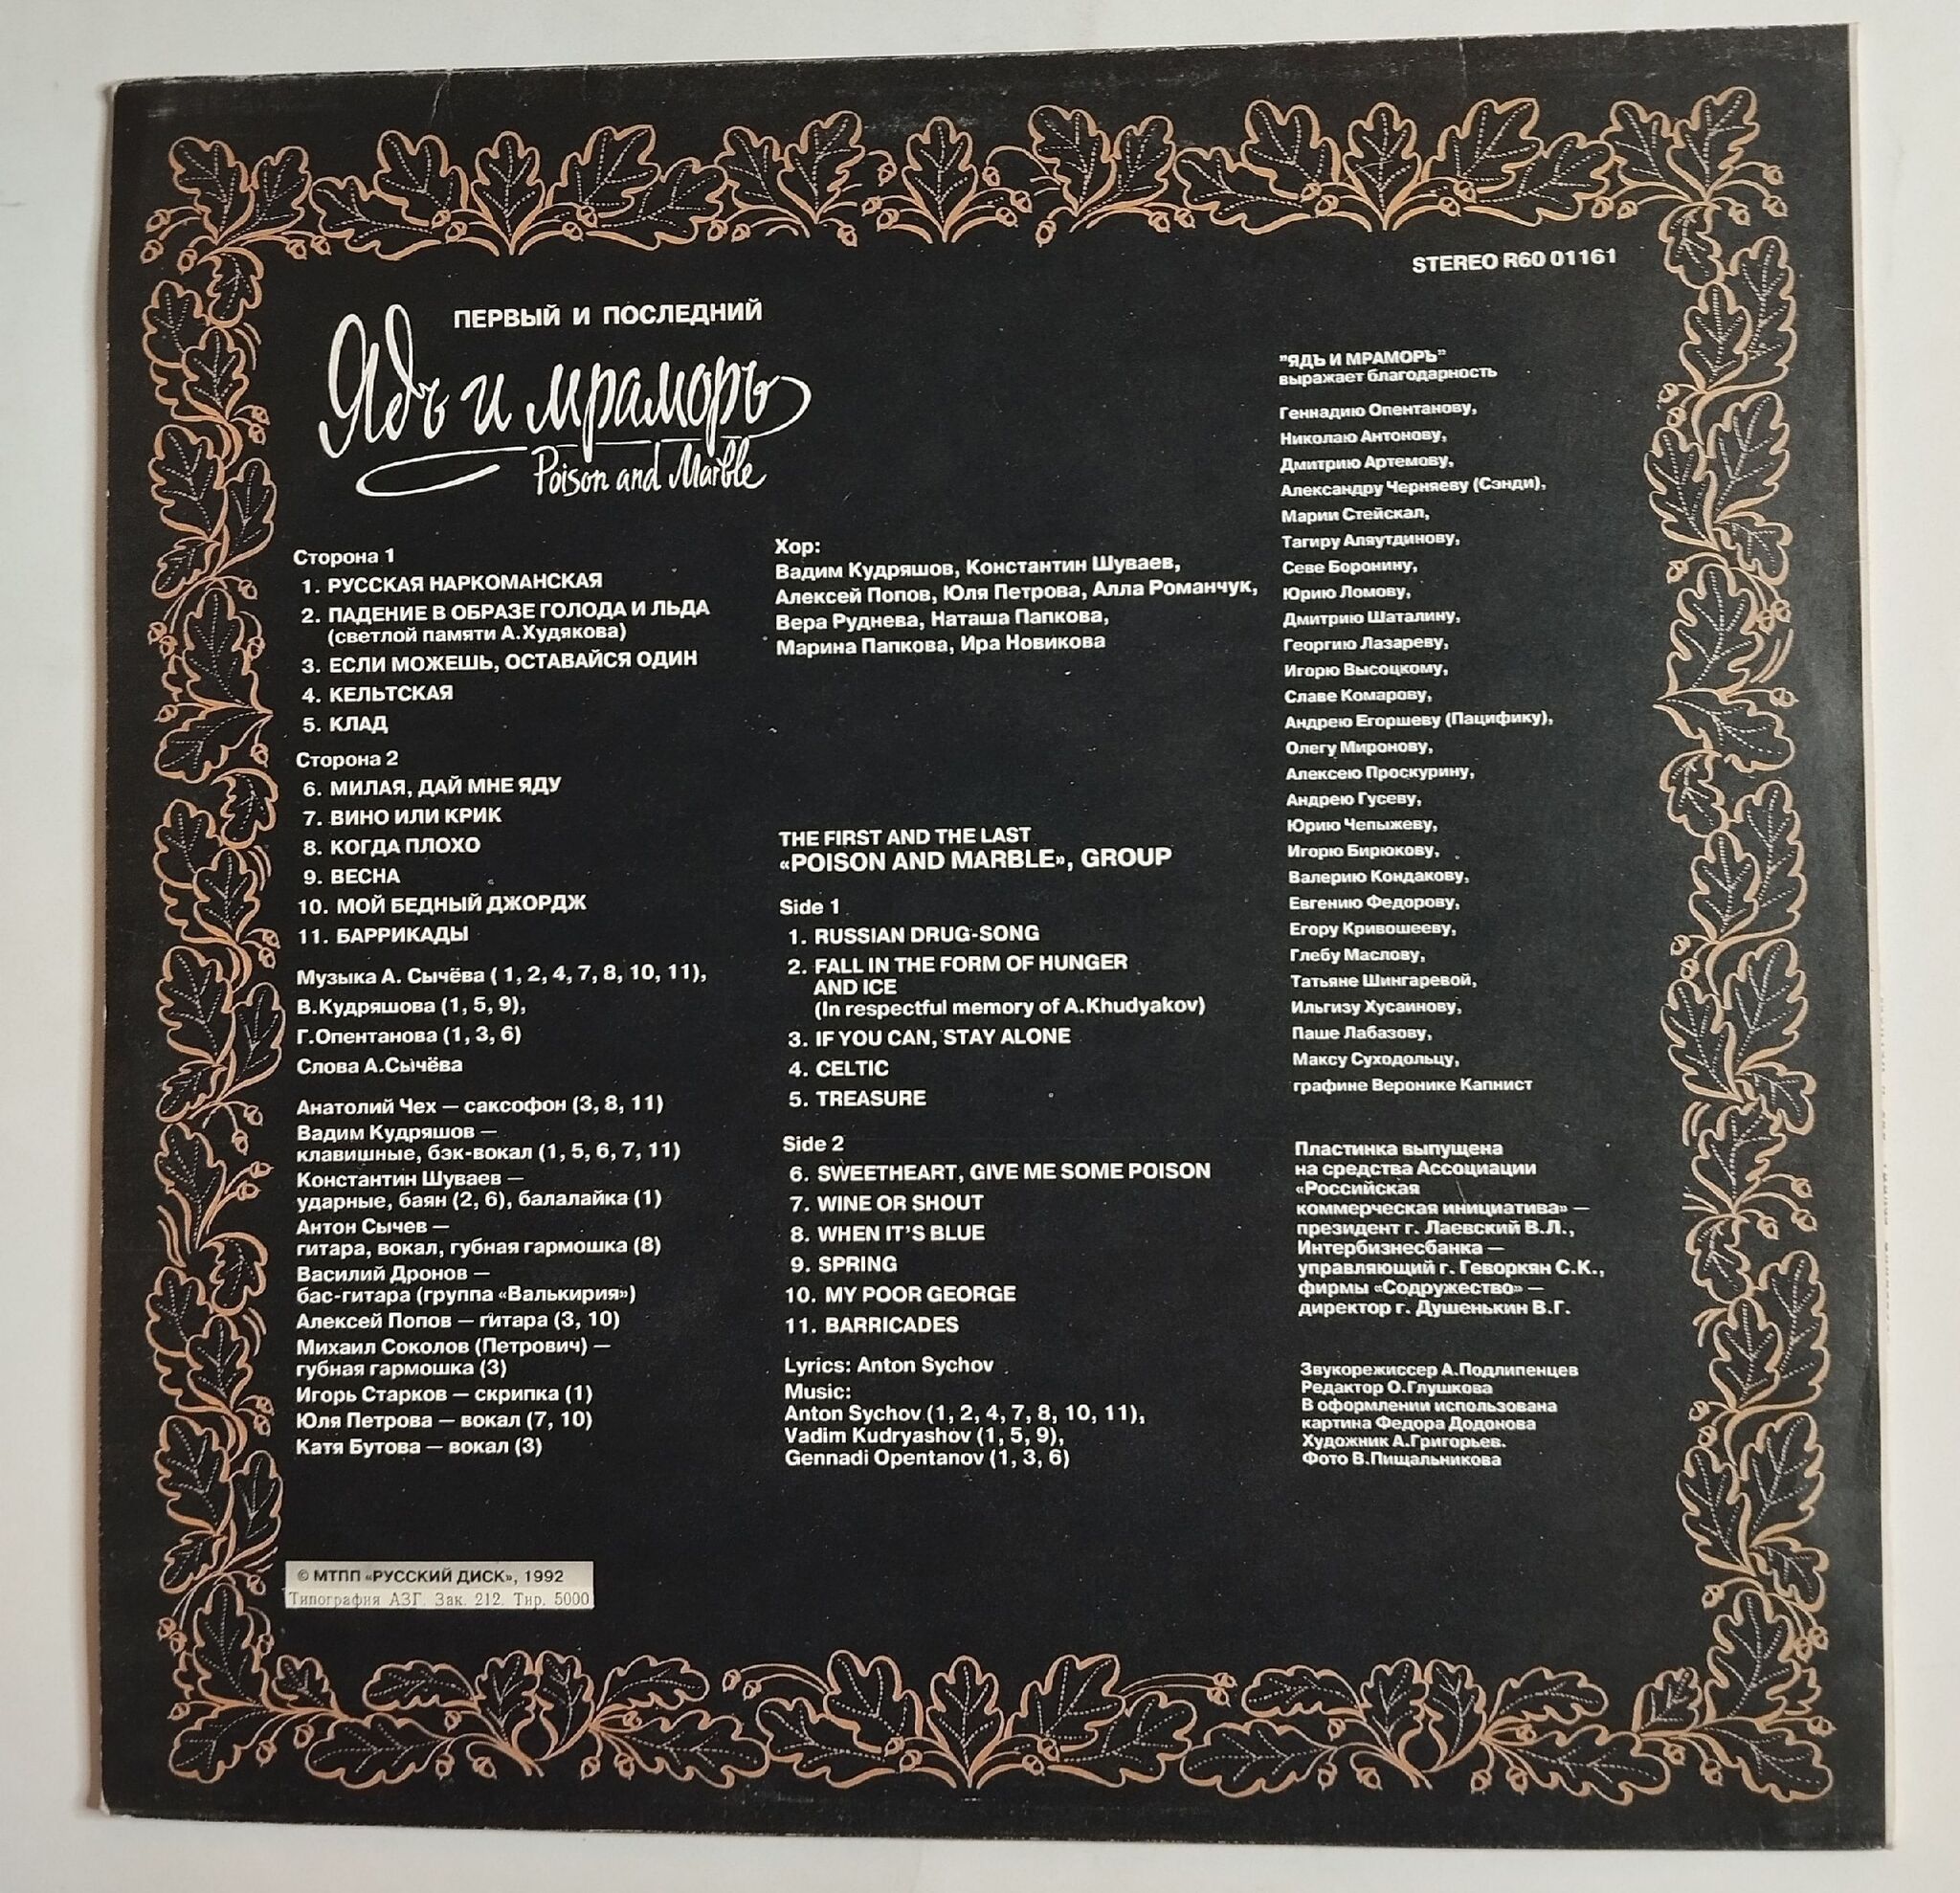 STEREO R60 01161
ПЕРВЫЙ И ПОСЛЕДНИЙ
Ядъ и мраморъ
Poison and Marble
Сторона 1
1. РУССКАЯ НАРКОМАНСКАЯ
2. ПАДЕНИЕ В ОБРАЗЕ ГОЛОДА И ЛЬДА
(светлой памяти А.Худякова)
3. ЕСЛИ МОЖЕШЬ, ОСТАВАЙСЯ ОДИН
4. КЕЛЬТСКАЯ
5. КЛАД
Сторона 2
6. МИЛАЯ, ДАЙ МНЕ ЯДУ
7. ВИНО ИЛИ КРИК
8. КОГДА ПЛОХО
9. ВЕСНА
10. МОЙ БЕДНЫЙ ДЖОРДЖ
11. БАРРИКАДЫ
Музыка А. Сычёва ( 1, 2, 4, 7, 8, 10, 11),
В.Кудряшова (1, 5, 9),
Г.Опентанова (1, 3, 6)
Слова А.Сычёва
Анатолий Чех — саксофон (3, 8, 11)
Вадим Кудряшов —
клавишные, бэк-вокал (1, 5, 6, 7, 11)
Константин Шуваев —
ударные, баян (2, 6), балалайка (1)
Антон Сычев —
гитара, вокал, губная гармошка (8)
Василий Дронов —
бас-гитара (группа «Валькирия»)
Алексей Попов — гитара (3, 10)
Михаил Соколов (Петрович) —
губная гармошка (3)
Игорь Старков — скрипка (1)
Юля Петрова — вокал (7, 10)
Катя Бутова — вокал (3)
© МТПП «РУССКИЙ ДИСК», 1992
Типография АЗГ. Зак. 212. Тир. 5000
Хор:
Вадим Кудряшов, Константин Шуваев,
Алексей Попов, Юля Петрова, Алла Романчук,
Вера Руднева, Наташа Папкова,
Марина Папкова, Ира Новикова
THE FIRST AND THE LAST
«POISON AND MARBLE», GROUP
Side 1
1. RUSSIAN DRUG-SONG
2. FALL IN THE FORM OF HUNGER
AND ICE
(In respectful memory of A.Khudyakov)
3. IF YOU CAN, STAY ALONE
4. CELTIC
5. TREASURE
Side 2
6. SWEETHEART, GIVE ME SOME POISON
7. WINE OR SHOUT
8. WHEN IT'S BLUE
9. SPRING
10. MY POOR GEORGE
11. BARRICADES
Lyrics: Anton Sychov
Music:
Anton Sychov (1, 2, 4, 7, 8, 10, 11),
Vadim Kudryashov (1, 5, 9),
Gennadi Opentanov (1, 3, 6)
"ЯДЪ И МРАМОРЪ"
выражает благодарность
Геннадию Опентанову,
Николаю Антонову,
Дмитрию Артемову,
Александру Черняеву (Сэнди),
Марии Стейскал,
Тагиру Аляутдинову,
Севе Боронину,
Юрию Ломову,
Дмитрию Шаталину,
Георгию Лазареву,
Игорю Высоцкому,
Славе Комарову,
Андрею Егоршеву (Пацифику),
Олегу Миронову,
Алексею Проскурину,
Андрею Гусеву,
Юрию Чепыжеву,
Игорю Бирюкову,
Валерию Кондакову,
Евгению Федорову,
Егору Кривошееву,
Глебу Маслову,
Татьяне Шингаревой,
Ильгизу Хусаинову,
Паше Лабазову,
Максу Суходольцу,
графине Веронике Капнист
Пластинка выпущена
на средства Ассоциации
«Российская
коммерческая инициатива» —
президент г. Лаевский В.Л.,
Интербизнесбанка —
управляющий г. Геворкян С.К.,
фирмы «Содружество» —
директор г. Душенькин В.Г.
Звукорежиссер А.Подлипенцев
Редактор О.Глушкова
В оформлении использована
картина Федора Додонова
Художник А.Григорьев.
Фото В.Пищальникова